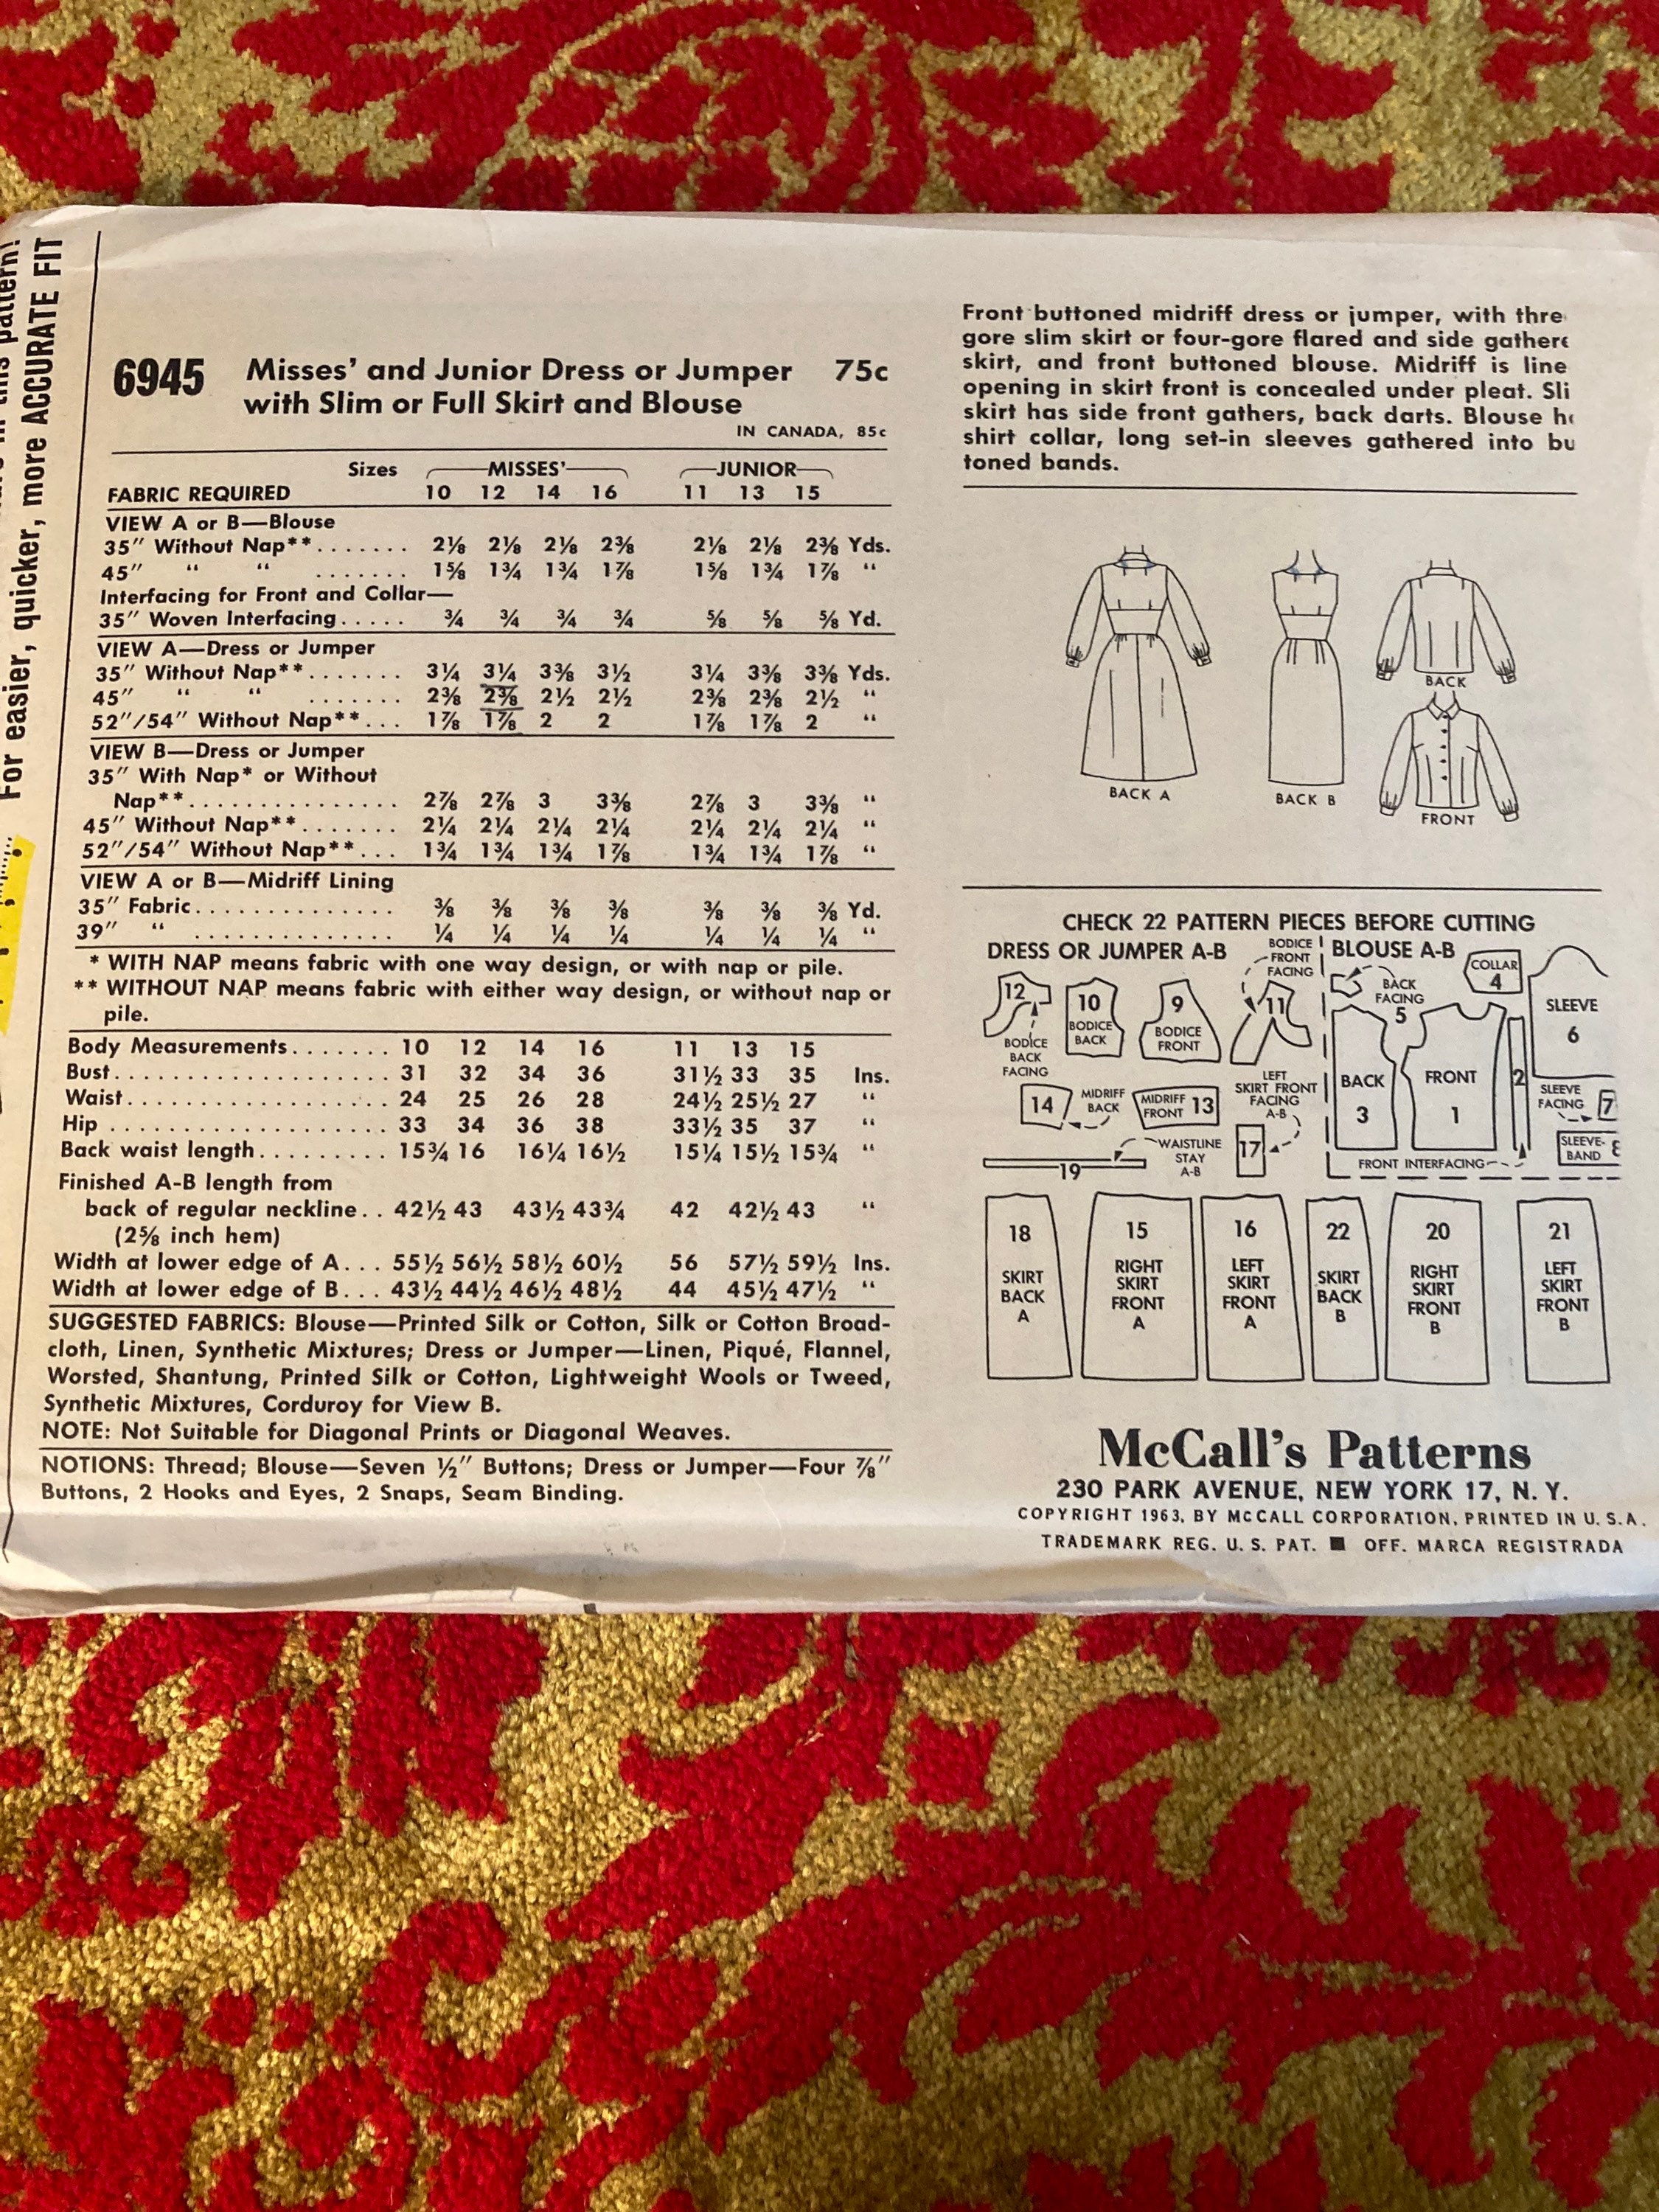 For easier, quicker, more ACCURATE FIT
pattern!
6945 Misses' and Junior Dress or Jumper 75c
with Slim or Full Skirt and Blouse
IN CANADA, 85c
Sizes MISSES' JUNIOR
FABRIC REQUIRED 10 12 14 16 11 13 15
VIEW A or B—Blouse
35" Without Nap**....... 2⅛ 2⅛ 2⅛ 2⅜ 2⅛ 2⅛ 2⅜ Yds.
45" " " ....... 1⅝ 1¾ 1¾ 1⅞ 1⅝ 1¾ 1⅞ "
Interfacing for Front and Collar—
35" Woven Interfacing..... ¾ ¾ ¾ ¾ ⅝ ⅝ ⅝ Yd.
VIEW A—Dress or Jumper
35" Without Nap**....... 3¼ 3¼ 3⅜ 3½ 3¼ 3⅜ 3⅜ Yds.
45" " " ....... 2⅜ 2⅜ 2½ 2½ 2⅜ 2⅜ 2½ "
52"/54" Without Nap**... 1⅞ 1⅞ 2 2 1⅞ 1⅞ 2 "
VIEW B—Dress or Jumper
35" With Nap* or Without
Nap**.............. 2⅞ 2⅞ 3 3⅜ 2⅞ 3 3⅜ "
45" Without Nap**....... 2¼ 2¼ 2¼ 2¼ 2¼ 2¼ 2¼ "
52"/54" Without Nap**... 1¾ 1¾ 1¾ 1⅞ 1¾ 1¾ 1⅞ "
VIEW A or B—Midriff Lining
35" Fabric.............. ⅜ ⅜ ⅜ ⅜ ⅜ ⅜ ⅜ Yd.
39" " .............. ¼ ¼ ¼ ¼ ¼ ¼ ¼ "
* WITH NAP means fabric with one way design, or with nap or pile.
** WITHOUT NAP means fabric with either way design, or without nap or
pile.
Body Measurements....... 10 12 14 16 11 13 15
Bust.................... 31 32 34 36 31½ 33 35 Ins.
Waist................... 24 25 26 28 24½ 25½ 27 "
Hip .................... 33 34 36 38 33½ 35 37 "
Back waist length......... 15¾ 16 16¼ 16½ 15¼ 15½ 15¾ "
Finished A-B length from
back of regular neckline.. 42½ 43 43½ 43¾ 42 42½ 43 "
(2⅝ inch hem)
Width at lower edge of A... 55½ 56½ 58½ 60½ 56 57½ 59½ Ins.
Width at lower edge of B... 43½ 44½ 46½ 48½ 44 45½ 47½ "
SUGGESTED FABRICS: Blouse—Printed Silk or Cotton, Silk or Cotton Broad-
cloth, Linen, Synthetic Mixtures; Dress or Jumper—Linen, Piqué, Flannel,
Worsted, Shantung, Printed Silk or Cotton, Lightweight Wools or Tweed,
Synthetic Mixtures, Corduroy for View B.
NOTE: Not Suitable for Diagonal Prints or Diagonal Weaves.
NOTIONS: Thread; Blouse—Seven ½" Buttons; Dress or Jumper—Four ⅞"
Buttons, 2 Hooks and Eyes, 2 Snaps, Seam Binding.
Front buttoned midriff dress or jumper, with thre
gore slim skirt or four-gore flared and side gather
skirt, and front buttoned blouse. Midriff is line
opening in skirt front is concealed under pleat. Sli
skirt has side front gathers, back darts. Blouse h
shirt collar, long set-in sleeves gathered into bu
toned bands.
BACK A
BACK B
BACK
FRONT
CHECK 22 PATTERN PIECES BEFORE CUTTING
DRESS OR JUMPER A-B
BODICE
FRONT
FACING
BLOUSE A-B
12
BODICE
BACK
FACING
10
BODICE
BACK
9
BODICE
FRONT
11
BACK
FACING
5
COLLAR
4
SLEEVE
6
14
MIDRIFF
BACK
MIDRIFF
FRONT 13
LEFT
SKIRT FRONT
FACING
A-B
17
BACK
3
FRONT
1
2
SLEEVE
FACING
7
SLEEVE-
BAND 8
19
WAISTLINE
STAY
A-B
FRONT INTERFACING
18
SKIRT
BACK
A
15
RIGHT
SKIRT
FRONT
A
16
LEFT
SKIRT
FRONT
A
22
SKIRT
BACK
B
20
RIGHT
SKIRT
FRONT
B
21
LEFT
SKIRT
FRONT
B
McCall's Patterns
230 PARK AVENUE, NEW YORK 17, N. Y.
COPYRIGHT 1963, BY McCALL CORPORATION, PRINTED IN U. S. A.
TRADEMARK REG. U. S. PAT. ■ OFF. MARCA REGISTRADA